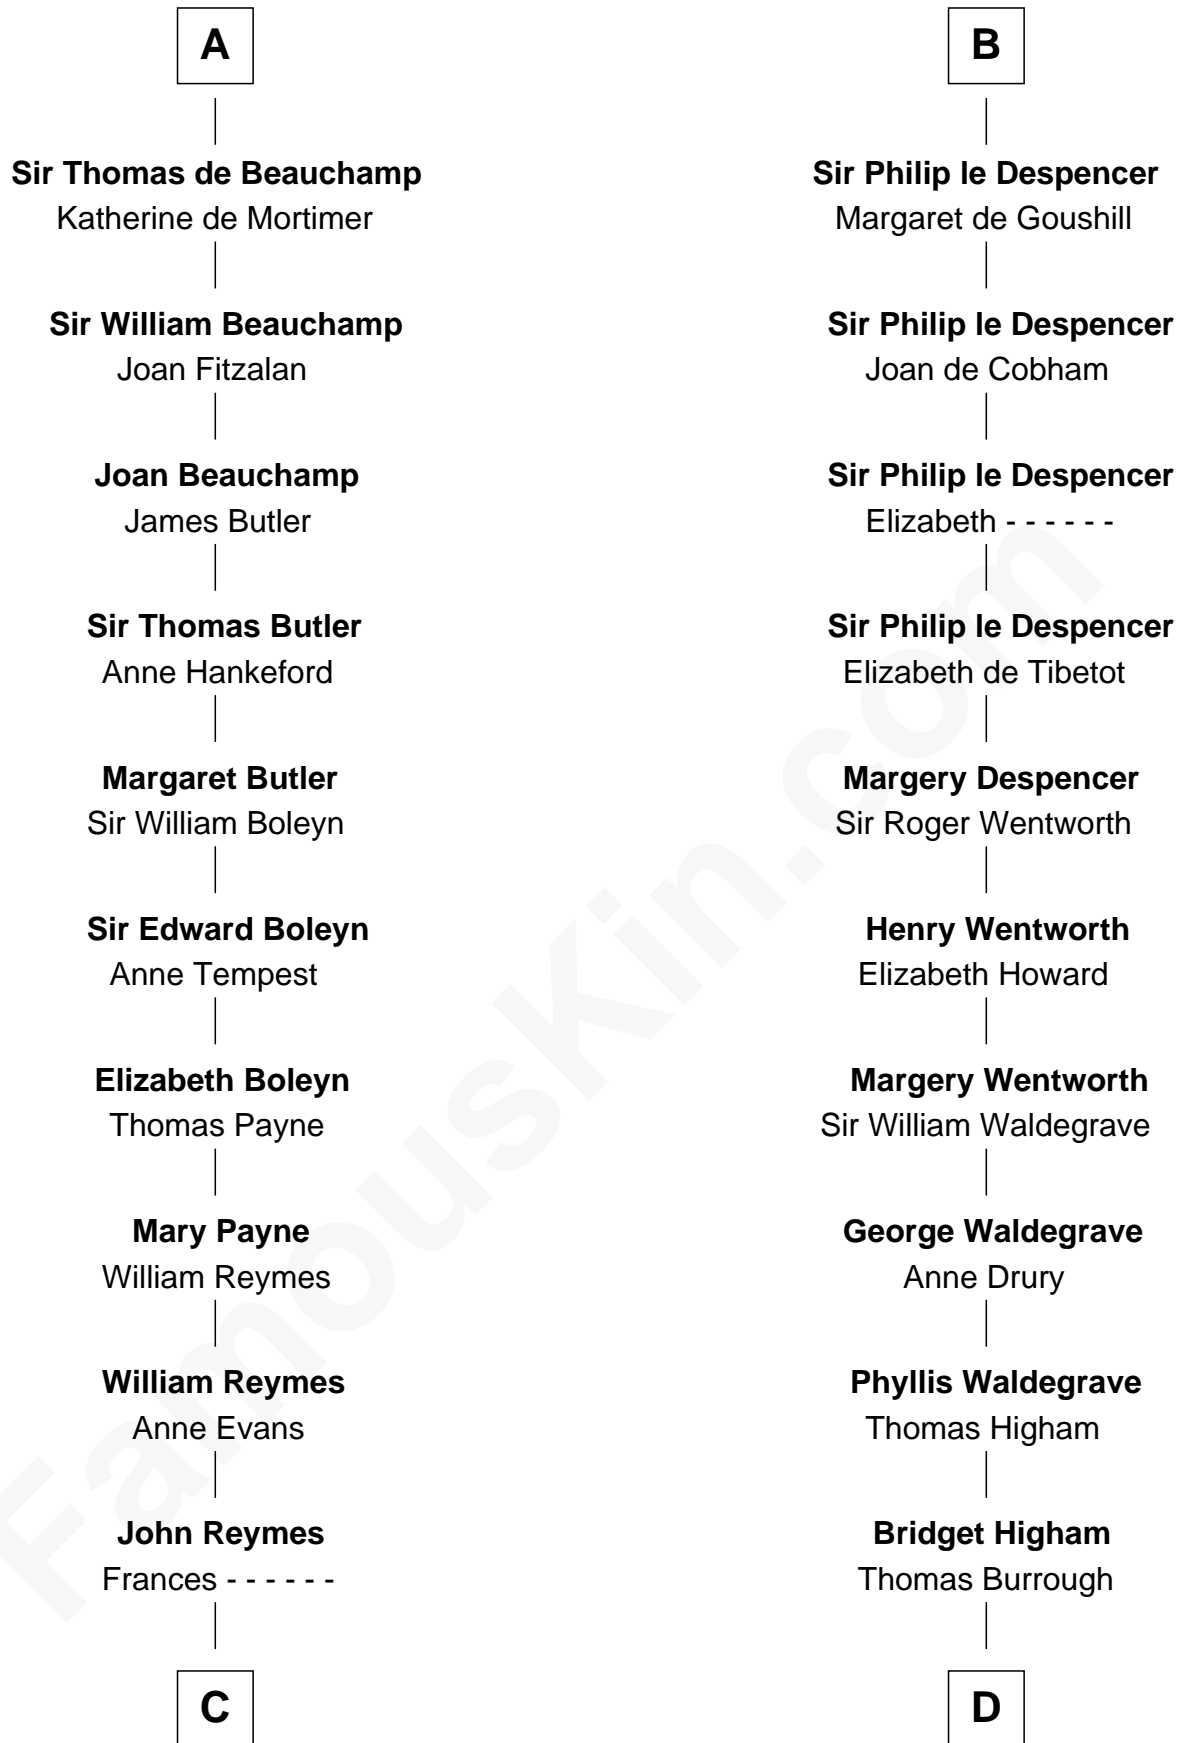 A
Sir Thomas de Beauchamp
Katherine de Mortimer
Sir William Beauchamp
Joan Fitzalan
Joan Beauchamp
James Butler
Sir Thomas Butler
Anne Hankeford
Margaret Butler
Sir William Boleyn
Sir Edward Boleyn
Anne Tempest
Elizabeth Boleyn
Thomas Payne
Mary Payne
William Reymes
William Reymes
Anne Evans
John Reymes
Frances - - - - - -
C
B
Sir Philip le Despencer
Margaret de Goushill
Sir Philip le Despencer
Joan de Cobham
Sir Philip le Despencer
Elizabeth - - - - - -
Sir Philip le Despencer
Elizabeth de Tibetot
Margery Despencer
Sir Roger Wentworth
Henry Wentworth
Elizabeth Howard
Margery Wentworth
Sir William Waldegrave
George Waldegrave
Anne Drury
Phyllis Waldegrave
Thomas Higham
Bridget Higham
Thomas Burrough
D
FamousKin.com